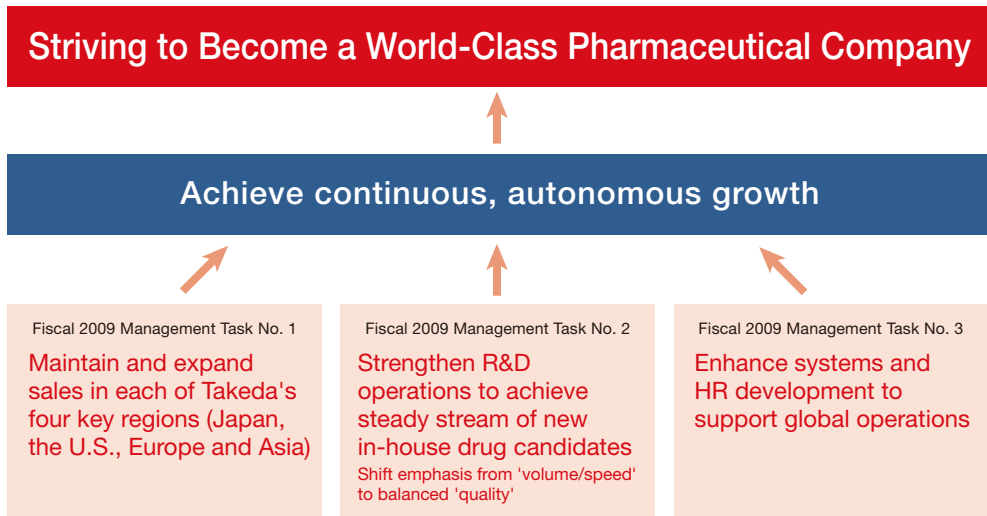 Striving to Become a World-Class Pharmaceutical Company
Achieve continuous, autonomous growth
Fiscal 2009 Management Task No. 1
Maintain and expand
sales in each of Takeda's
four key regions (Japan,
the U.S., Europe and Asia)
Fiscal 2009 Management Task No. 2
Strengthen R&D
operations to achieve
steady stream of new
in-house drug candidates
Shift emphasis from 'volume/speed'
to balanced 'quality'
Fiscal 2009 Management Task No. 3
Enhance systems and
HR development to
support global operations